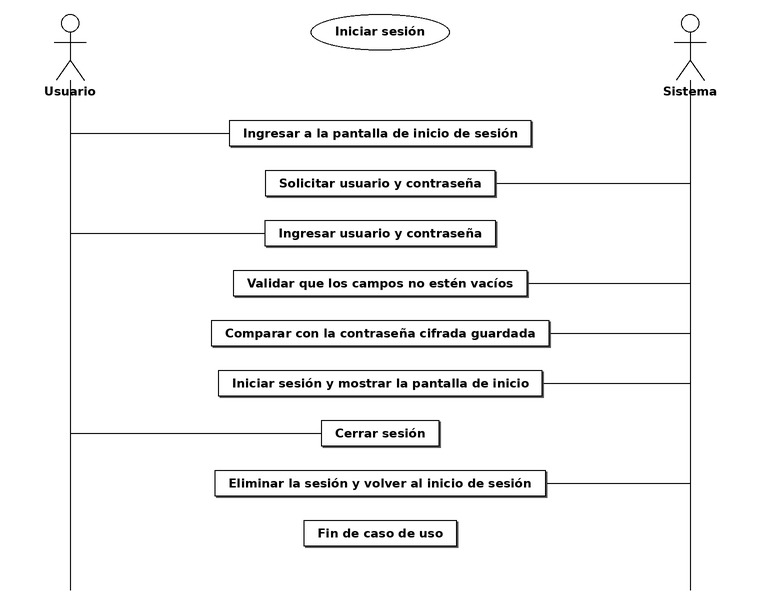 Iniciar sesión
Usuario
Sistema
Ingresar a la pantalla de inicio de sesión
Solicitar usuario y contraseña
Ingresar usuario y contraseña
Validar que los campos no estén vacíos
Comparar con la contraseña cifrada guardada
Iniciar sesión y mostrar la pantalla de inicio
Cerrar sesión
Eliminar la sesión y volver al inicio de sesión
Fin de caso de uso